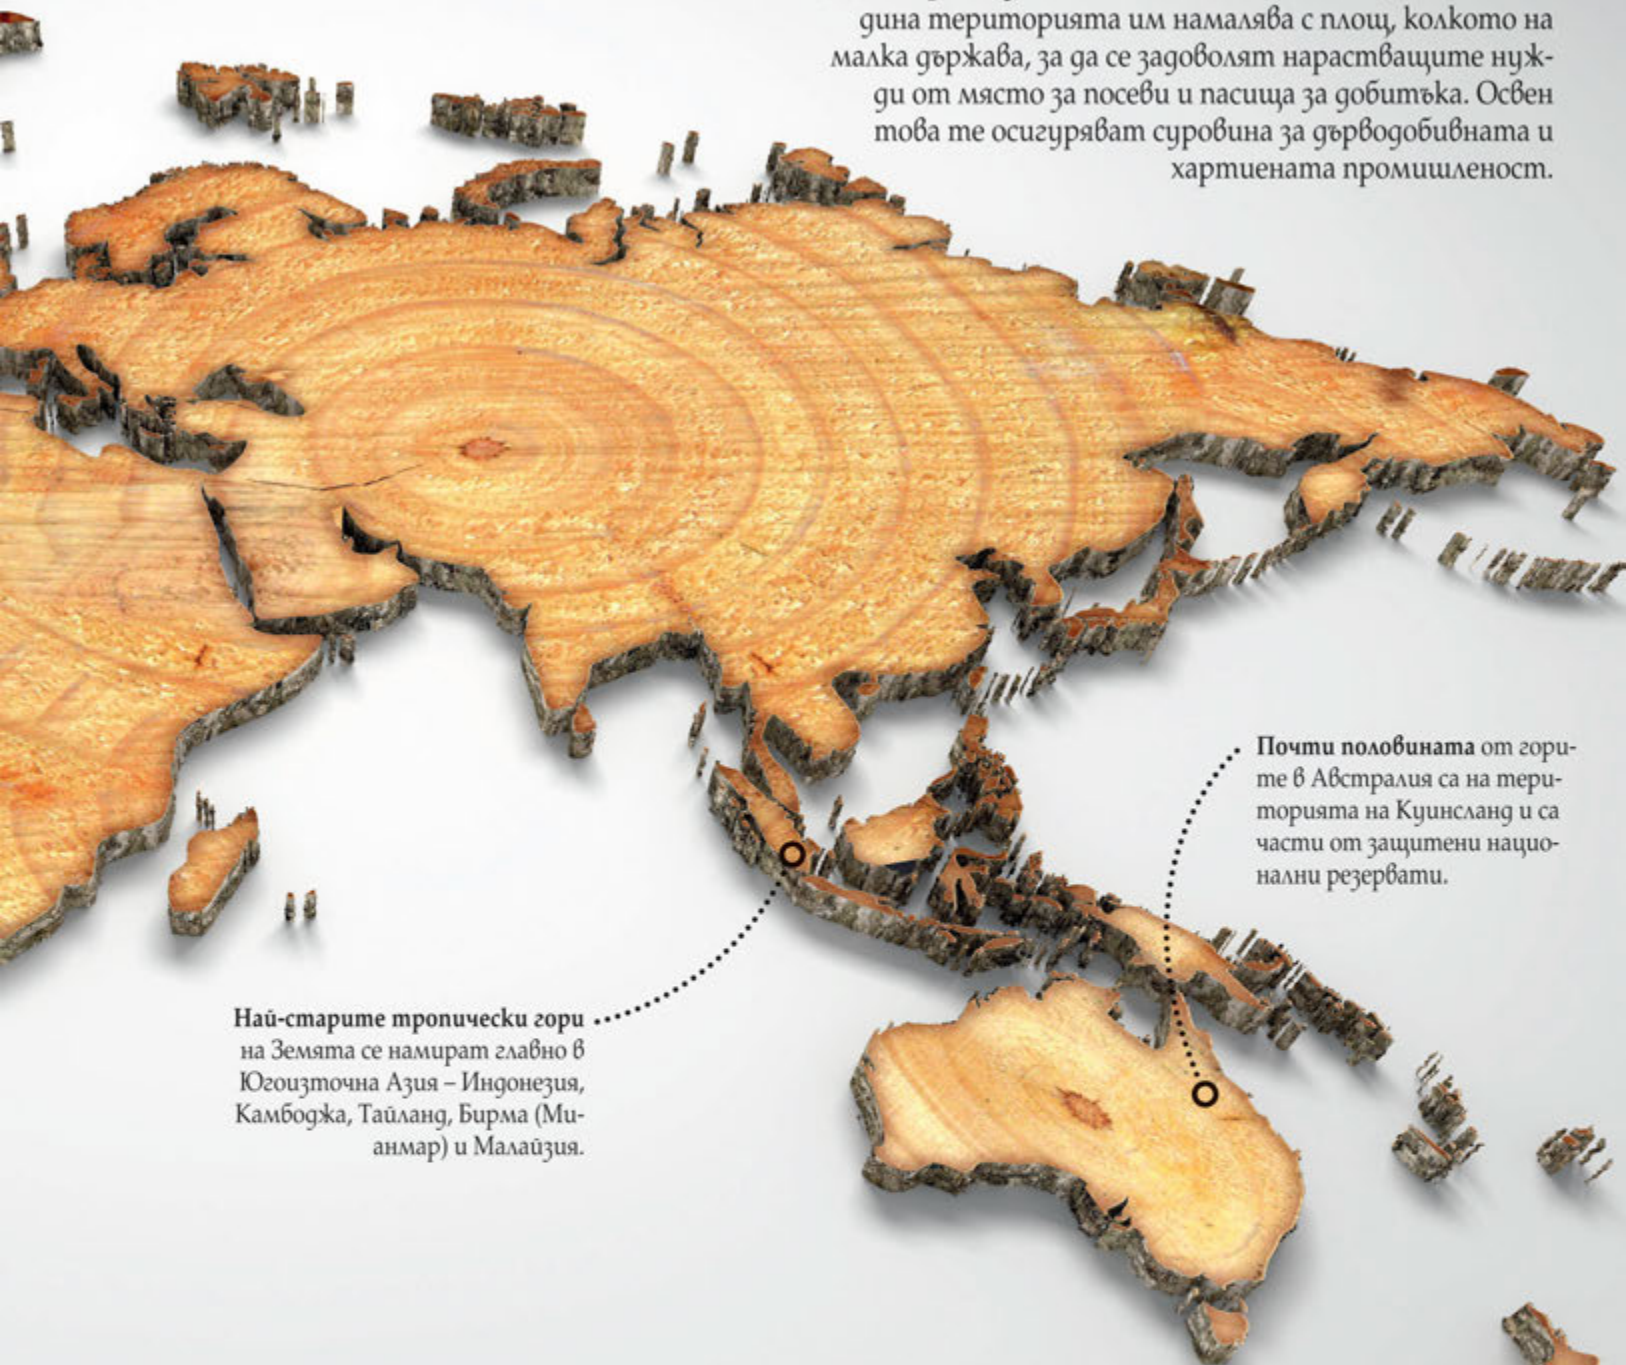 дина територията им намалява с площ, колкото на
малка държава, за да се задоволят нарастващите нуж-
ди от място за посеви и пасища за добитъка. Освен
това те осигуряват суровина за дърводобивната и
хартиената промишленост.
Почти половината от гори-
те в Австралия са на тери-
торията на Куинсланд и са
части от защитени нацио-
нални резервати.
Най-старите тропически гори
на Земята се намират главно в
Югоизточна Азия – Индонезия,
Камбоджа, Тайланд, Бирма (Ми-
анмар) и Малайзия.